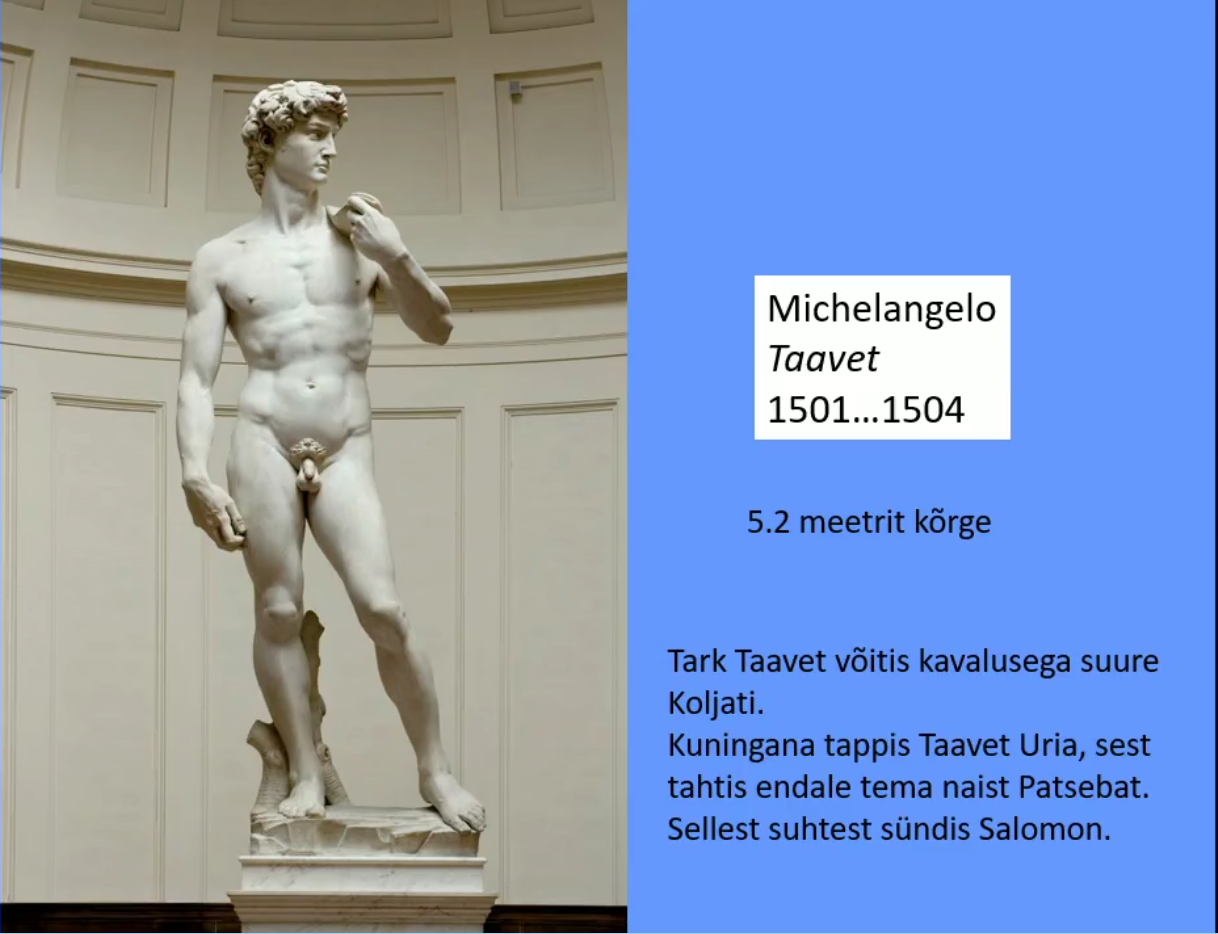 Michelangelo
Taavet
1501...1504
5.2 meetrit kõrge
Tark Taavet võitis kavalusega suure
Koljati.
Kuningana tappis Taavet Uria, sest
tahtis endale tema naist Patsebat.
Sellest suhtest sündis Salomon.